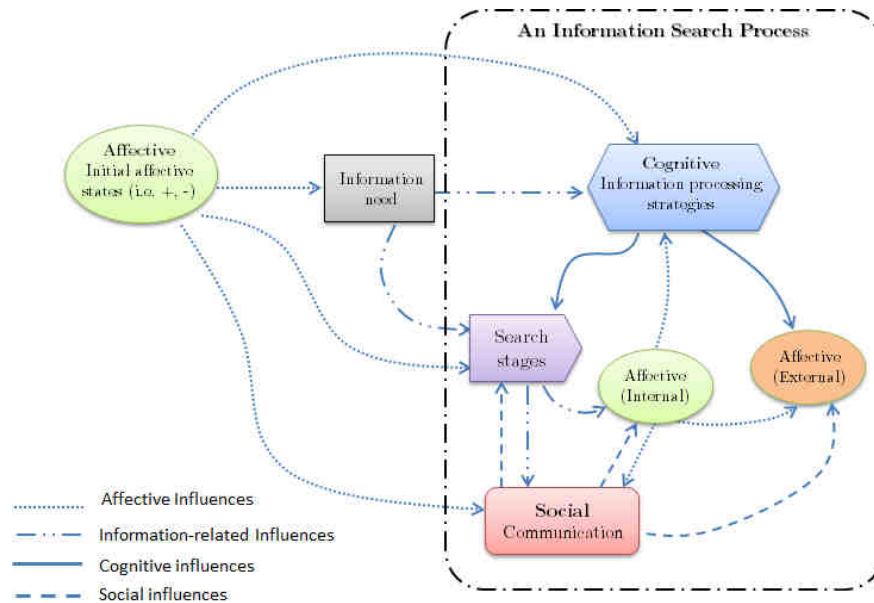 An Information Search Process
Affective
Initial affective
states (i.e. +, -)
Information
need
Cognitive
Information processing
strategies
Search
stages
Affective
(Internal)
Affective
(External)
Social
Communication
Affective Influences
Information-related Influences
Cognitive influences
Social influences